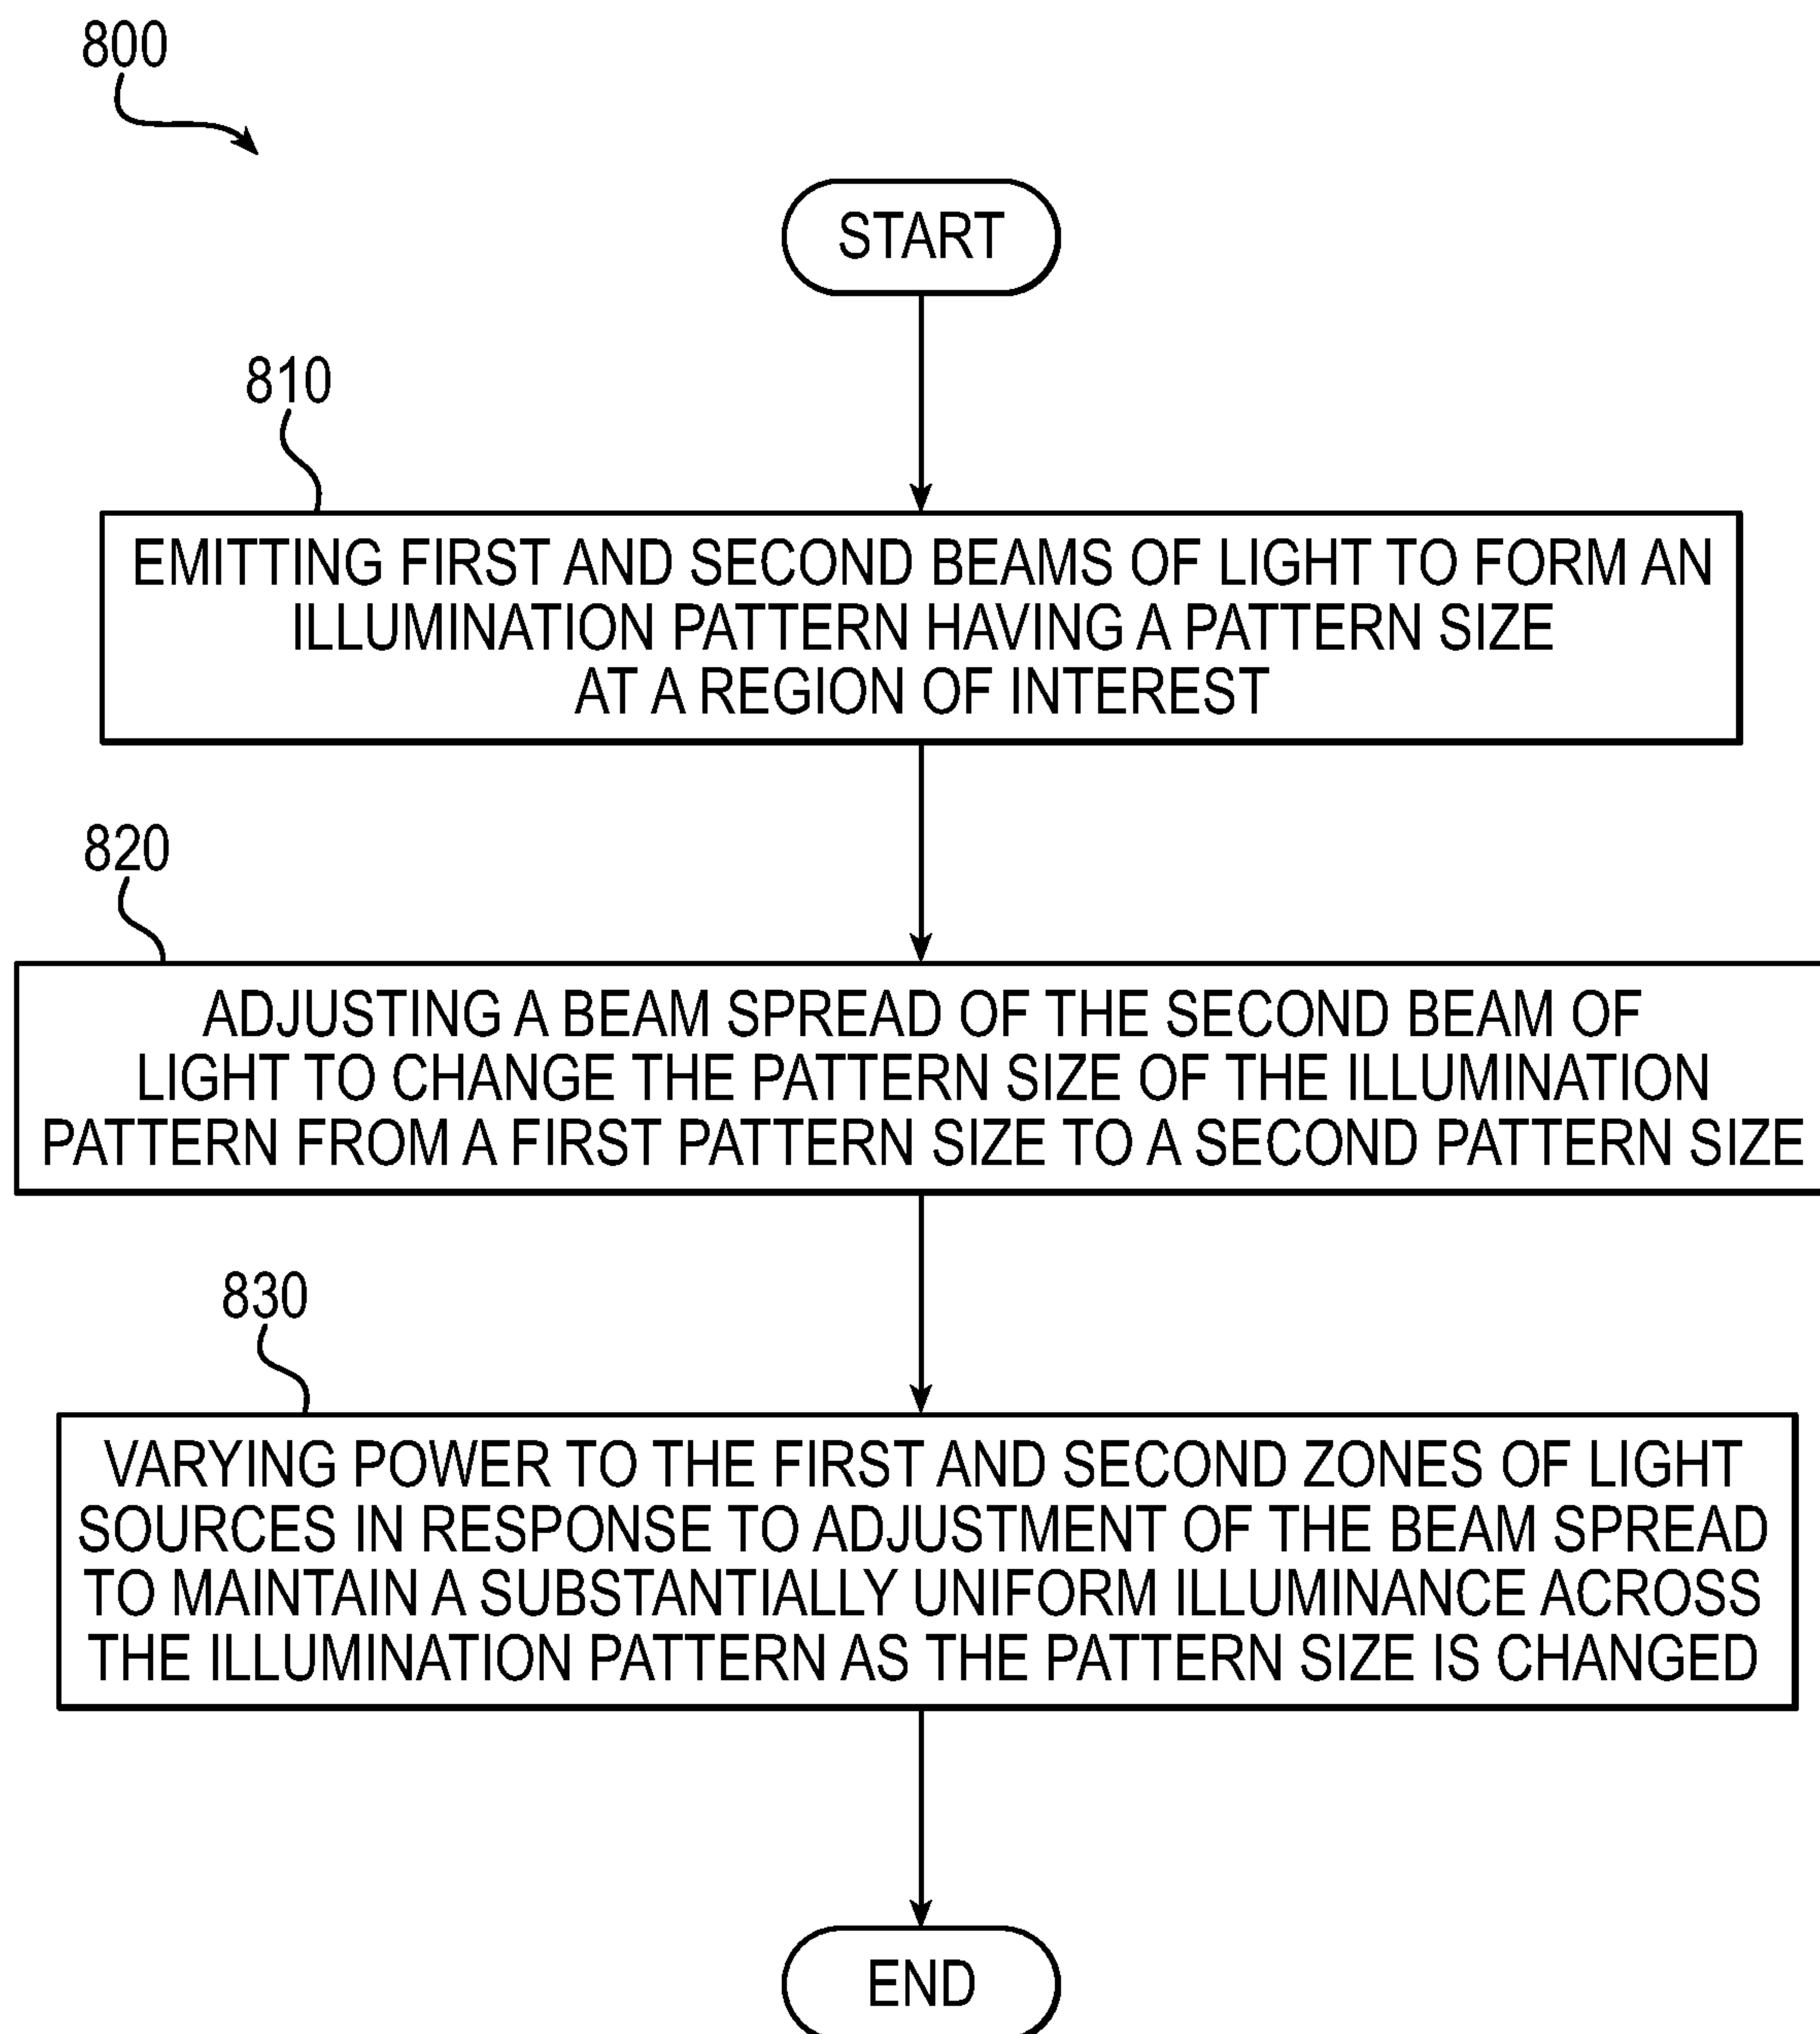 800
START
810
EMITTING FIRST AND SECOND BEAMS OF LIGHT TO FORM AN
ILLUMINATION PATTERN HAVING A PATTERN SIZE
AT A REGION OF INTEREST
820
ADJUSTING A BEAM SPREAD OF THE SECOND BEAM OF
LIGHT TO CHANGE THE PATTERN SIZE OF THE ILLUMINATION
PATTERN FROM A FIRST PATTERN SIZE TO A SECOND PATTERN SIZE
830
VARYING POWER TO THE FIRST AND SECOND ZONES OF LIGHT
SOURCES IN RESPONSE TO ADJUSTMENT OF THE BEAM SPREAD
TO MAINTAIN A SUBSTANTIALLY UNIFORM ILLUMINANCE ACROSS
THE ILLUMINATION PATTERN AS THE PATTERN SIZE IS CHANGED
END